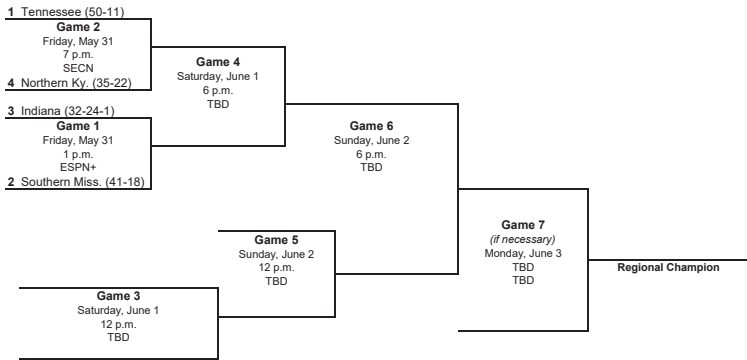 1 Tennessee (50-11)
Game 2
Friday, May 31
7 p.m.
SECN
4 Northern Ky. (35-22)
3 Indiana (32-24-1)
Game 1
Friday, May 31
1 p.m.
ESPN+
2 Southern Miss. (41-18)
Game 4
Saturday, June 1
6 p.m.
TBD
Game 6
Sunday, June 2
6 p.m.
TBD
Game 5
Sunday, June 2
12 p.m.
TBD
Game 3
Saturday, June 1
12 p.m.
TBD
Game 7
(if necessary)
Monday, June 3
TBD
TBD
Regional Champion